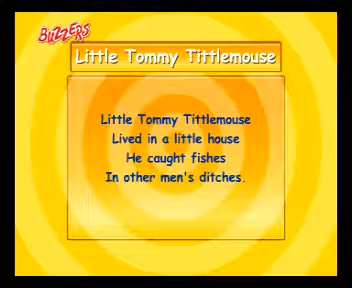 BUZZERS
Little Tommy Tittlemouse
Little Tommy Tittlemouse
Lived in a little house
He caught fishes
In other men's ditches.